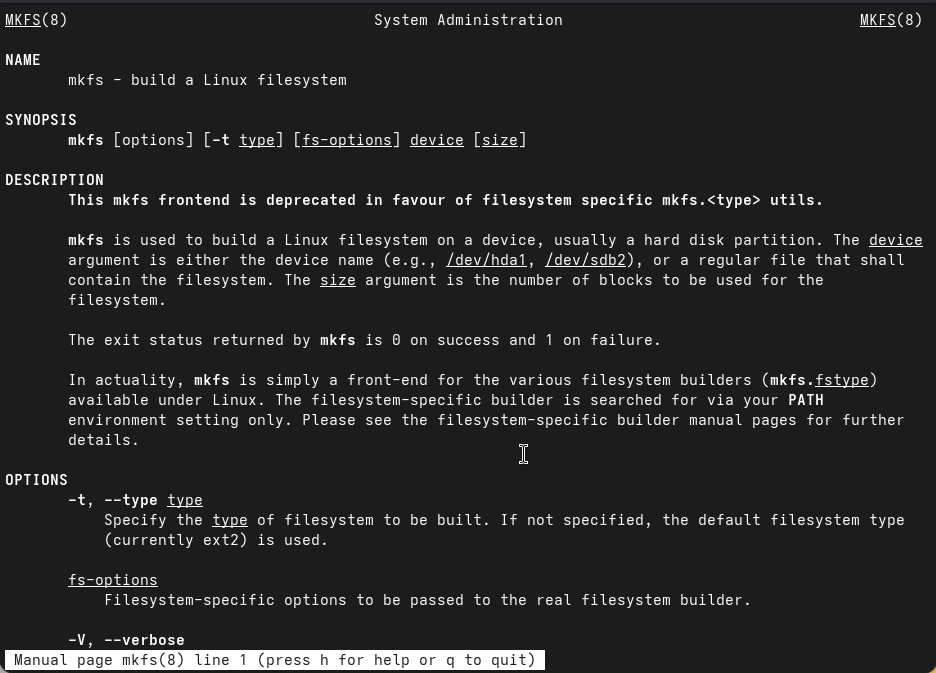 MKFS(8) System Administration MKFS(8)
NAME
mkfs - build a Linux filesystem
SYNOPSIS
mkfs [options] [-t type] [fs-options] device [size]
DESCRIPTION
This mkfs frontend is deprecated in favour of filesystem specific mkfs.<type> utils.
mkfs is used to build a Linux filesystem on a device, usually a hard disk partition. The device
argument is either the device name (e.g., /dev/hda1, /dev/sdb2), or a regular file that shall
contain the filesystem. The size argument is the number of blocks to be used for the
filesystem.
The exit status returned by mkfs is 0 on success and 1 on failure.
In actuality, mkfs is simply a front-end for the various filesystem builders (mkfs.fstype)
available under Linux. The filesystem-specific builder is searched for via your PATH
environment setting only. Please see the filesystem-specific builder manual pages for further
details.
OPTIONS
-t, --type type
Specify the type of filesystem to be built. If not specified, the default filesystem type
(currently ext2) is used.
fs-options
Filesystem-specific options to be passed to the real filesystem builder.
-V, --verbose
Manual page mkfs(8) line 1 (press h for help or q to quit)